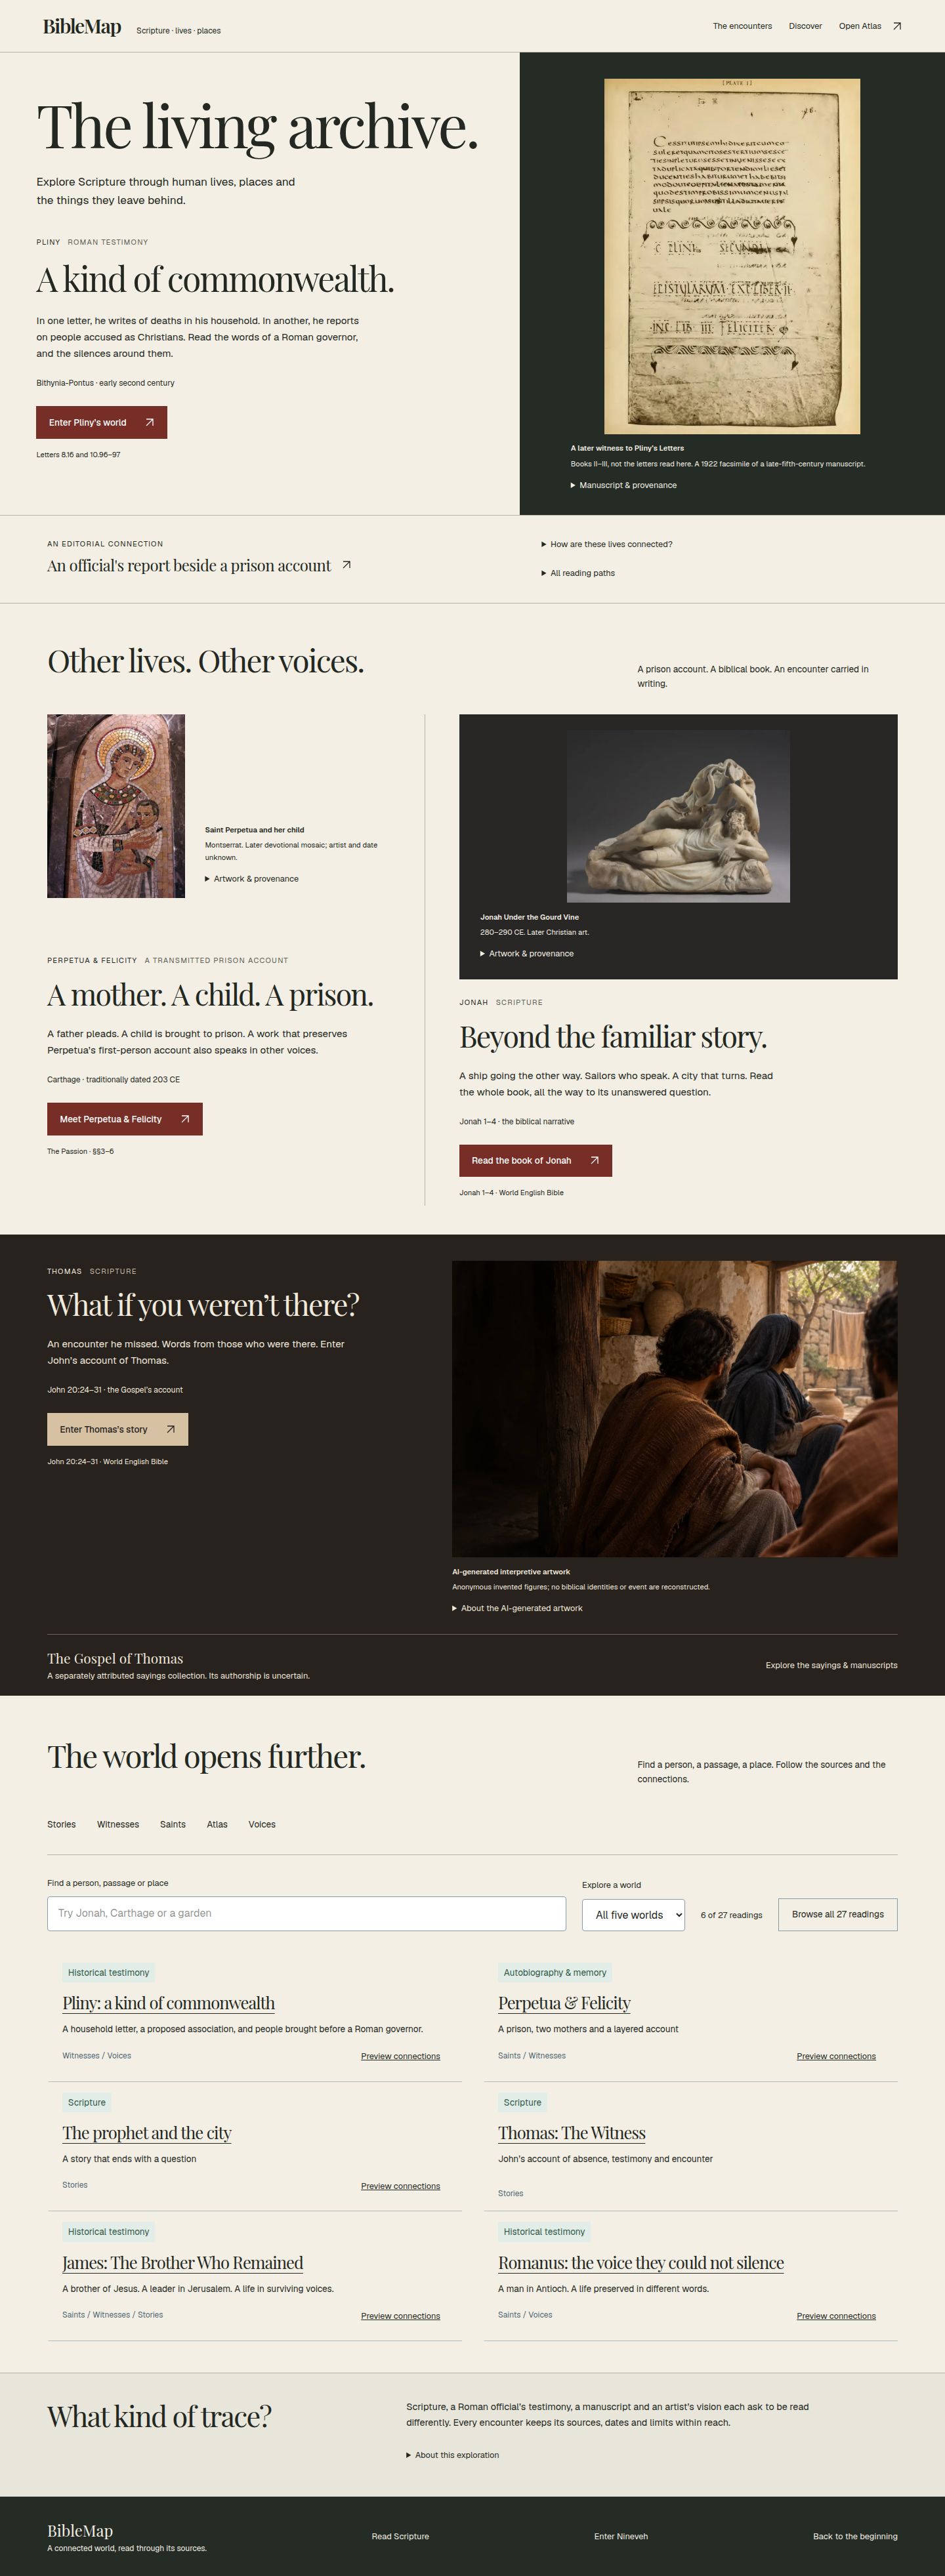 BibleMap
Scripture · lives · places
The encounters
Discover
Open Atlas
The living archive.
Explore Scripture through human lives, places and
the things they leave behind.
PLINY ROMAN TESTIMONY
A kind of commonwealth.
In one letter, he writes of deaths in his household. In another, he reports
on people accused as Christians. Read the words of a Roman governor,
and the silences around them.
Bithynia-Pontus · early second century
Enter Pliny's world
Letters 8.16 and 10.96–97
[PLATE 3]
uale
A later witness to Pliny's Letters
Books II–III, not the letters read here. A 1922 facsimile of a late-fifth-century manuscript.
Manuscript & provenance
AN EDITORIAL CONNECTION
An official's report beside a prison account
How are these lives connected?
All reading paths
Other lives. Other voices.
A prison account. A biblical book. An encounter carried in
writing.
Saint Perpetua and her child
Montserrat. Later devotional mosaic; artist and date
unknown.
Artwork & provenance
PERPETUA & FELICITY A TRANSMITTED PRISON ACCOUNT
A mother. A child. A prison.
A father pleads. A child is brought to prison. A work that preserves
Perpetua's first-person account also speaks in other voices.
Carthage · traditionally dated 203 CE
Meet Perpetua & Felicity
The Passion · §§3–6
Jonah Under the Gourd Vine
280–290 CE. Later Christian art.
Artwork & provenance
JONAH SCRIPTURE
Beyond the familiar story.
A ship going the other way. Sailors who speak. A city that turns. Read
the whole book, all the way to its unanswered question.
Jonah 1–4 · the biblical narrative
Read the book of Jonah
Jonah 1–4 · World English Bible
THOMAS SCRIPTURE
What if you weren't there?
An encounter he missed. Words from those who were there. Enter
John's account of Thomas.
John 20:24–31 · the Gospel's account
Enter Thomas's story
John 20:24–31 · World English Bible
AI-generated interpretive artwork
Anonymous invented figures; no biblical identities or event are reconstructed.
About the AI-generated artwork
The Gospel of Thomas
A separately attributed sayings collection. Its authorship is uncertain.
Explore the sayings & manuscripts
The world opens further.
Find a person, a passage, a place. Follow the sources and the
connections.
Stories
Witnesses
Saints
Atlas
Voices
Find a person, passage or place
Try Jonah, Carthage or a garden
Explore a world
All five worlds
6 of 27 readings
Browse all 27 readings
Historical testimony
Pliny: a kind of commonwealth
A household letter, a proposed association, and people brought before a Roman governor.
Witnesses / Voices
Preview connections
Autobiography & memory
Perpetua & Felicity
A prison, two mothers and a layered account
Saints / Witnesses
Preview connections
Scripture
The prophet and the city
A story that ends with a question
Stories
Preview connections
Scripture
Thomas: The Witness
John's account of absence, testimony and encounter
Stories
Historical testimony
James: The Brother Who Remained
A brother of Jesus. A leader in Jerusalem. A life in surviving voices.
Saints / Witnesses / Stories
Preview connections
Historical testimony
Romanus: the voice they could not silence
A man in Antioch. A life preserved in different words.
Saints / Voices
Preview connections
What kind of trace?
Scripture, a Roman official's testimony, a manuscript and an artist's vision each ask to be read
differently. Every encounter keeps its sources, dates and limits within reach.
About this exploration
BibleMap
A connected world, read through its sources.
Read Scripture
Enter Nineveh
Back to the beginning